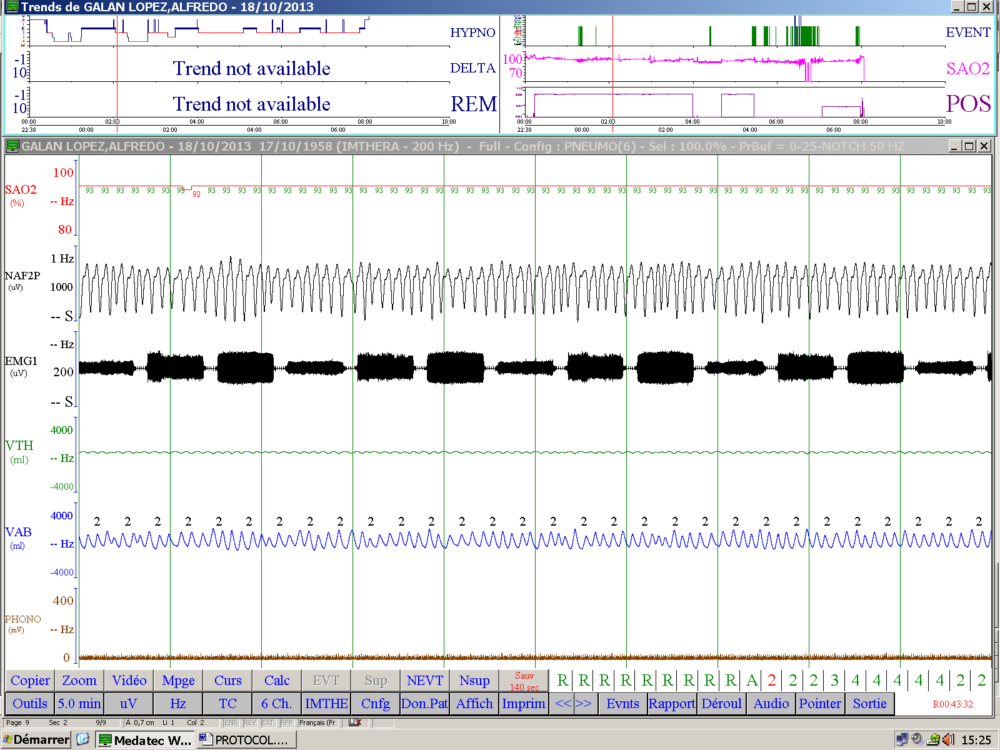 Trends de GALAN LOPEZ,ALFREDO - 18/10/2013
HYPNO
EVENT
-1
10
Trend not available
DELTA
100
70
SAO2
-1
10
Trend not available
REM
POS
00:00 02:00 04:00 06:00 08:00 10:00
22:38 00:00 02:00 04:00 06:00
00:00 02:00 04:00 06:00 08:00 10:00
22:38 00:00 02:00 04:00 06:00
GALAN LOPEZ,ALFREDO - 18/10/2013 17/10/1958 (IMTHERA - 200 Hz) - Full - Config : PNEUMO(6) - Sel : 100.0% - PrBuf = 0-25-NOTCH 50 HZ
100
SAO2
(%)
-- Hz
80
93 93 93 93 93 93 93 92 93 93 93 93 93 93 93 93 93 93 93 93 93 93 93 93 93 93 93 93 93 93 93 93 93 93 93 93 93 93 93 93 93 93 93 93 93 93 93 93 93 93 93 93 93 93 93 93 93 93 93 93
1 Hz
NAF2P
(uV)
1000
-- S
-- Hz
EMG1
(uV)
200
-- S
4000
VTH
(ml)
-- Hz
-4000
4000
VAB
(ml)
-- Hz
-4000
2 2 2 2 2 2 2 2 2 2 2 2 2 2 2 2 2 2 2 2 2 2 2 2 2 2 2 2 2 2
400
PHONO
(mV)
-- Hz
0
Copier Zoom Vidéo Mpge Curs Calc EVT Sup NEVT Nsup Sauv 140 sec R R R R R R R R R A 2 2 2 3 4 4 4 4 4 2 2
Outils 5.0 min uV Hz TC 6 Ch. IMTHE Cnfg Don.Pat Affich Imprim << >> Evnts Rapport Déroul Audio Pointer Sortie R00:43:32
Page 9 Sec 2 9/9 À 0,7 cm Li 1 Col 2 ENR REV EXT RFP Français (Fr
Démarrer Medatec W... PROTOCOL.... 15:25